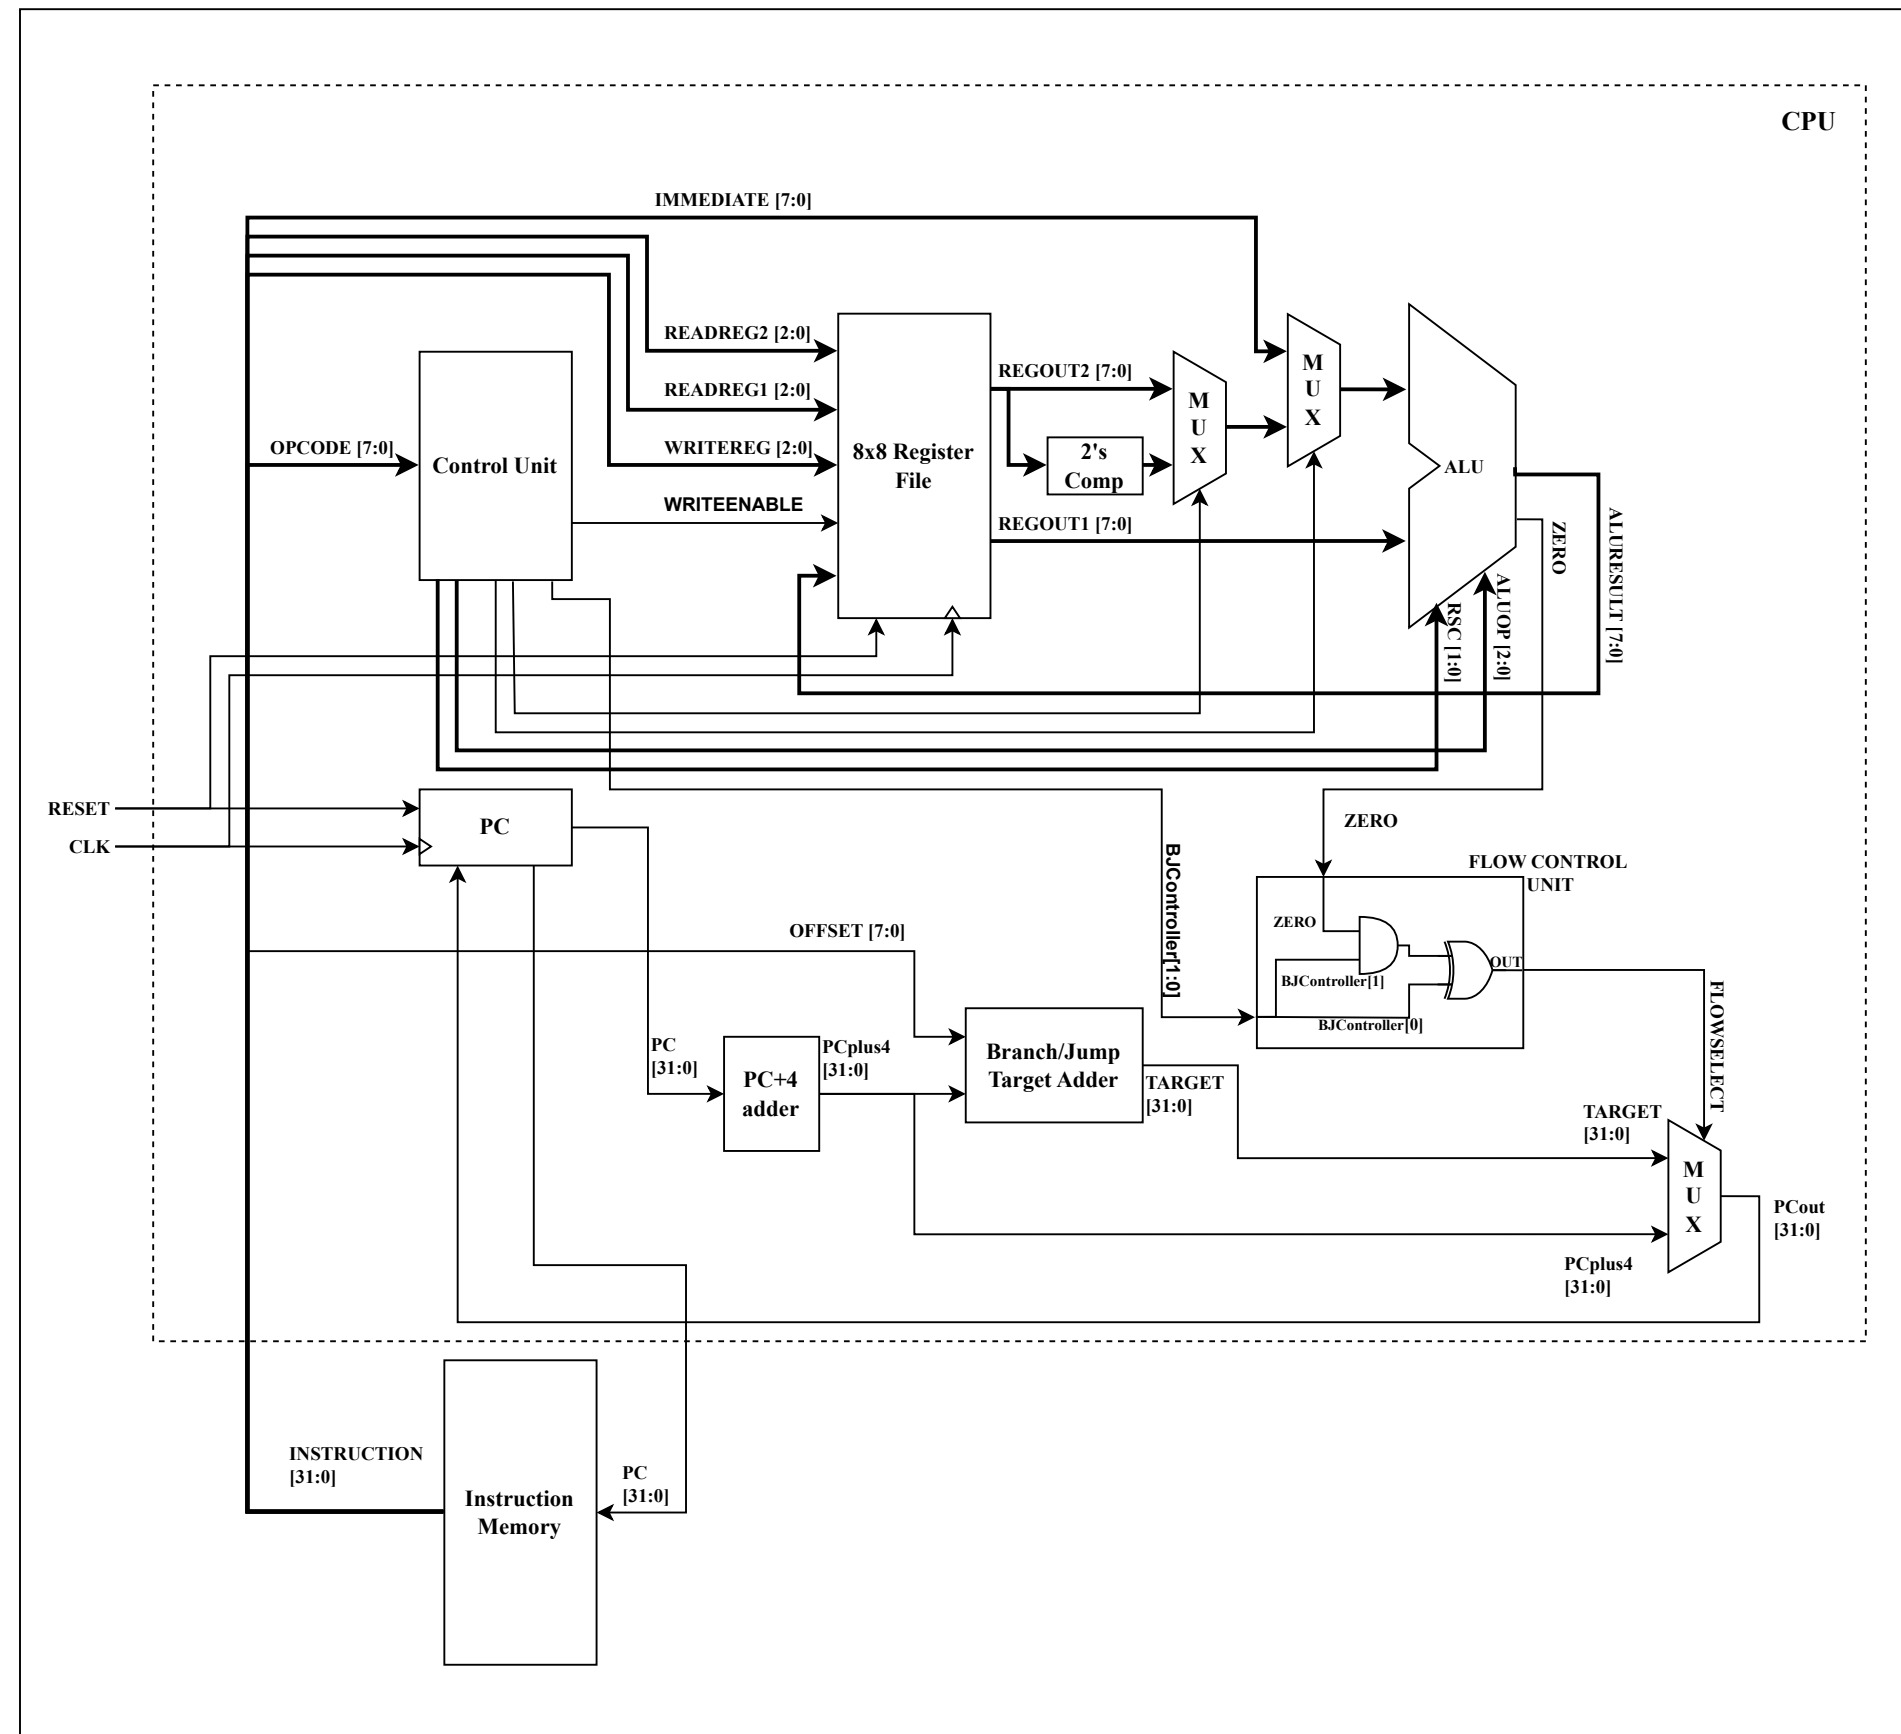 CPU
IMMEDIATE [7:0]
READREG2 [2:0]
READREG1 [2:0]
WRITEREG [2:0]
WRITEENABLE
OPCODE [7:0]
Control Unit
8x8 Register
File
REGOUT2 [7:0]
2's
Comp
REGOUT1 [7:0]
M
U
X
M
U
X
ALU
ZERO
ALURESULT [7:0]
RSC [1:0]
ALUOP [2:0]
RESET
CLK
PC
ZERO
FLOW CONTROL
UNIT
BJController[1:0]
ZERO
BJController[1]
BJController[0]
OUT
FLOWSELECT
OFFSET [7:0]
PC
[31:0]
PC+4
adder
PCplus4
[31:0]
Branch/Jump
Target Adder
TARGET
[31:0]
TARGET
[31:0]
M
U
X
PCout
[31:0]
PCplus4
[31:0]
INSTRUCTION
[31:0]
Instruction
Memory
PC
[31:0]